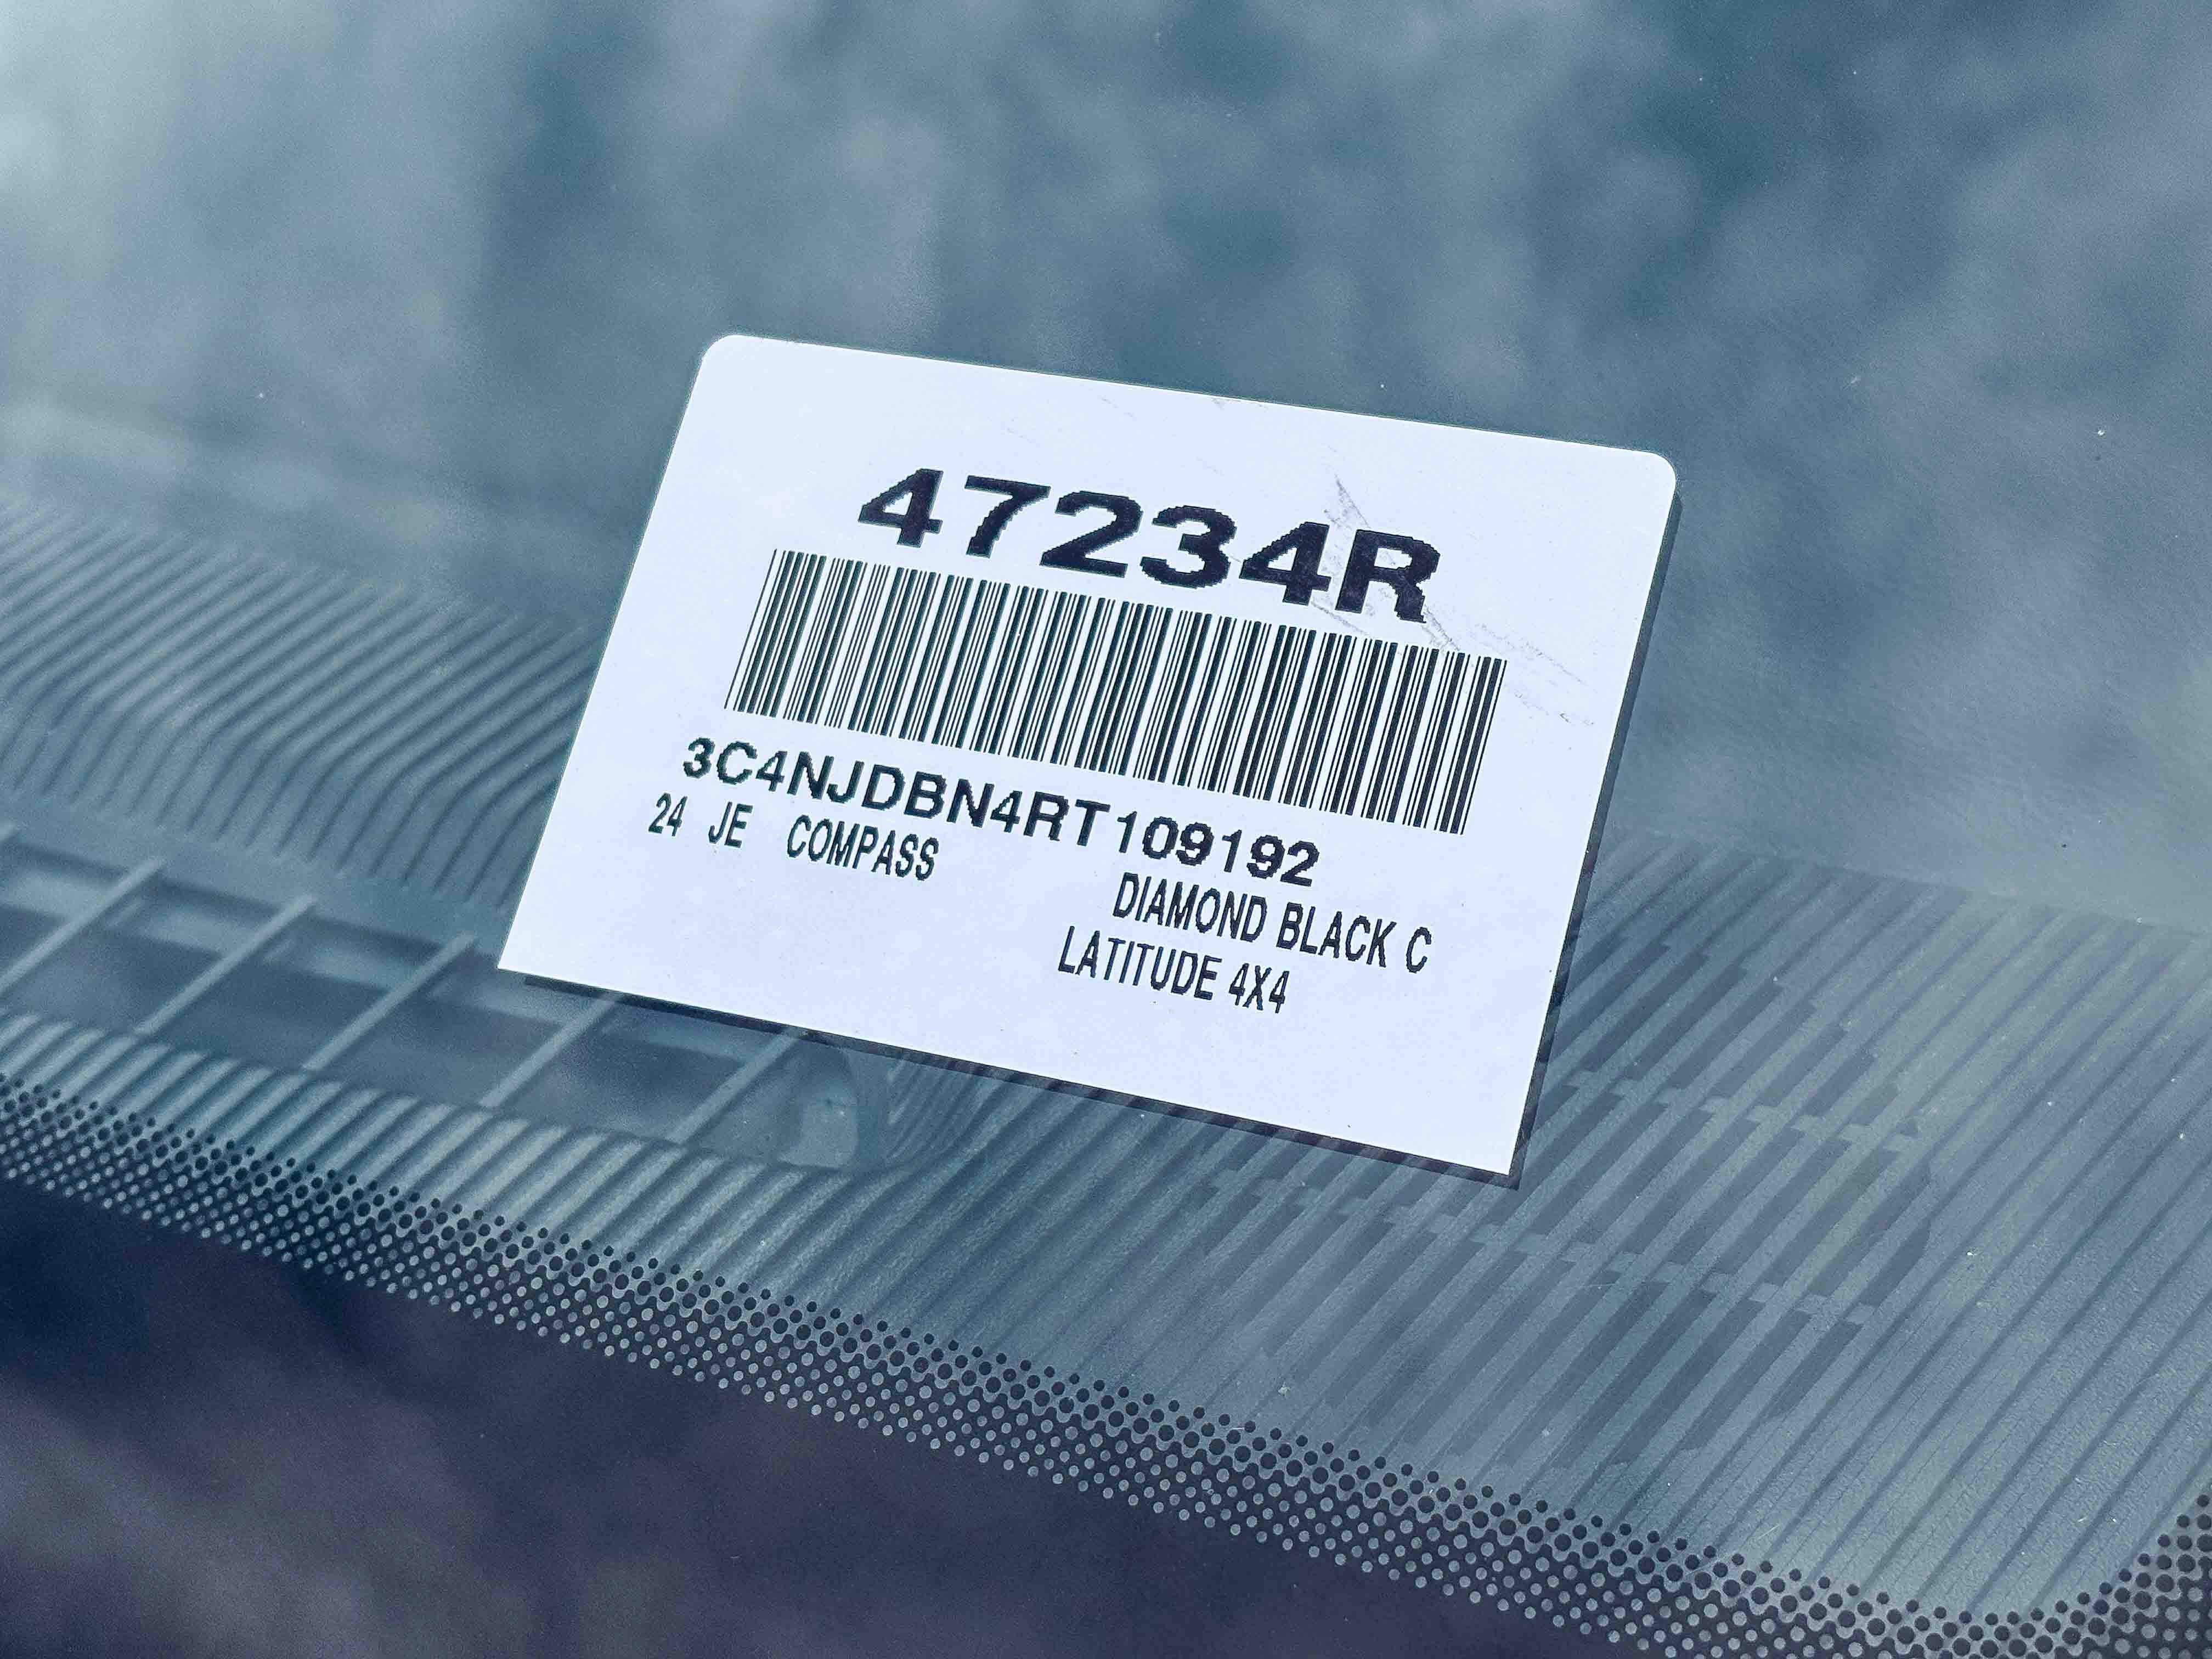 47234R
3C4NJDBN4RT109192
24 JE COMPASS
DIAMOND BLACK C
LATITUDE 4X4